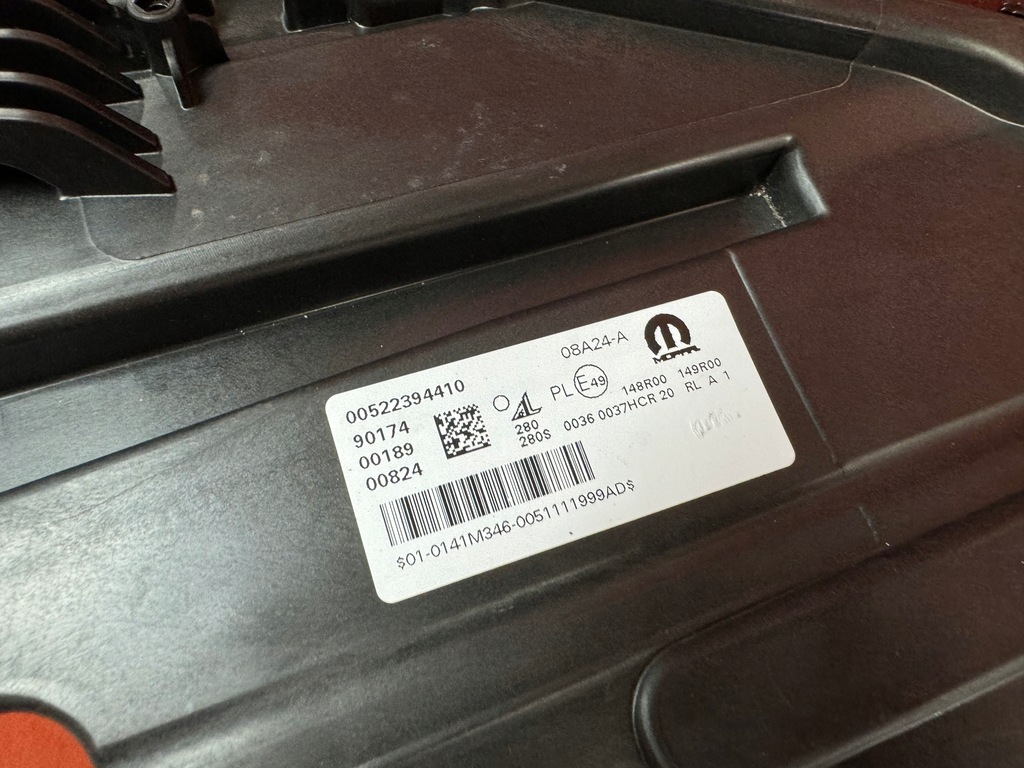 08A24-A
MOPAR
00522394410
90174
00189
00824
PL E49 148R00 149R00
280 0036 0037HCR 20 RL A 1
280$
$01-0141M346-0051111999AD$